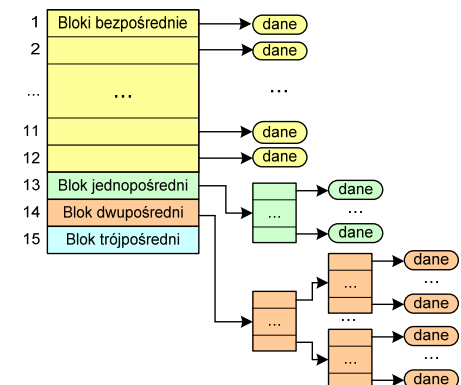 1 Bloki bezpośrednie dane
2 dane
... ... ...
11 dane
12 dane
13 Blok jednopośredni dane
... ...
14 Blok dwupośredni dane
15 Blok trójpośredni
dane
... ...
... dane
...
dane
... ...
dane